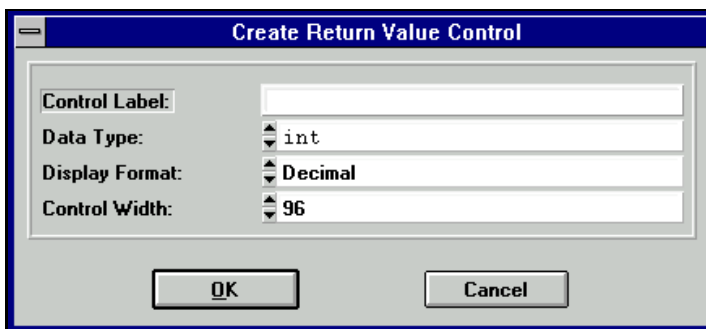 Create Return Value Control
Control Label:
Data Type: int
Display Format: Decimal
Control Width: 96
OK Cancel